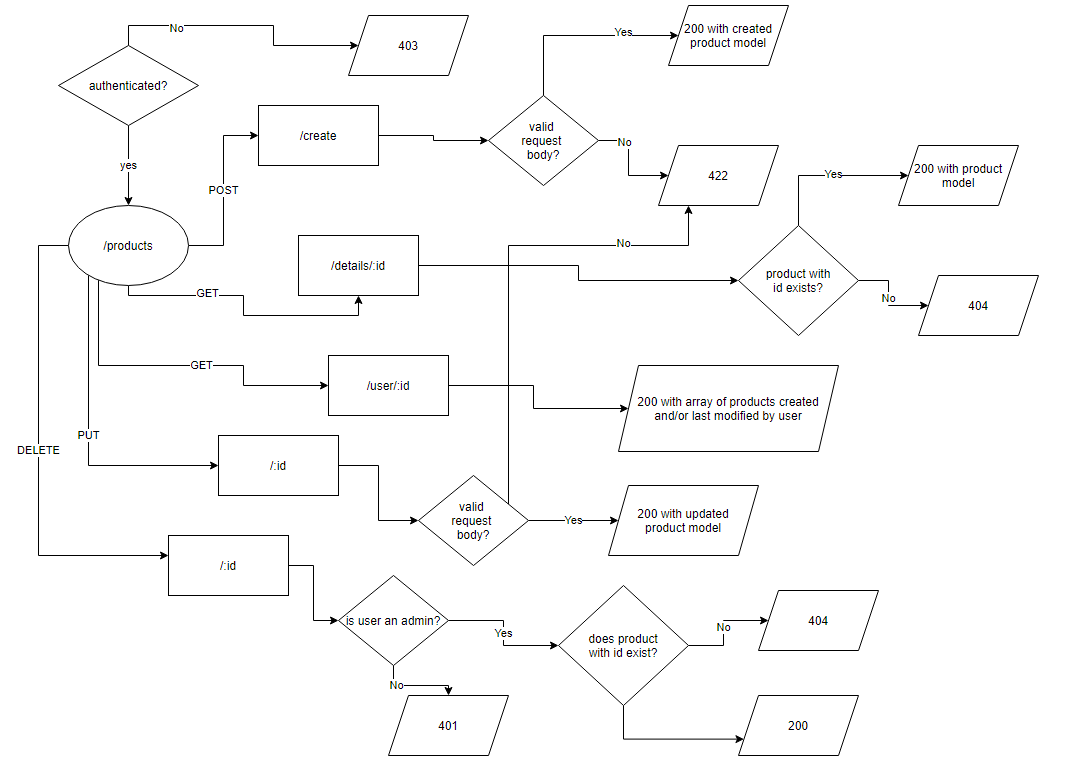 No
403
authenticated?
yes
200 with created
product model
Yes
/create
valid
request
body?
No
422
POST
/products
Yes
200 with product
model
/details/:id
No
product with
id exists?
No
404
GET
GET
/user/:id
200 with array of products created
and/or last modified by user
PUT
DELETE
/:id
valid
request
body?
Yes
200 with updated
product model
/:id
is user an admin?
Yes
does product
with id exist?
No
404
No
401
200